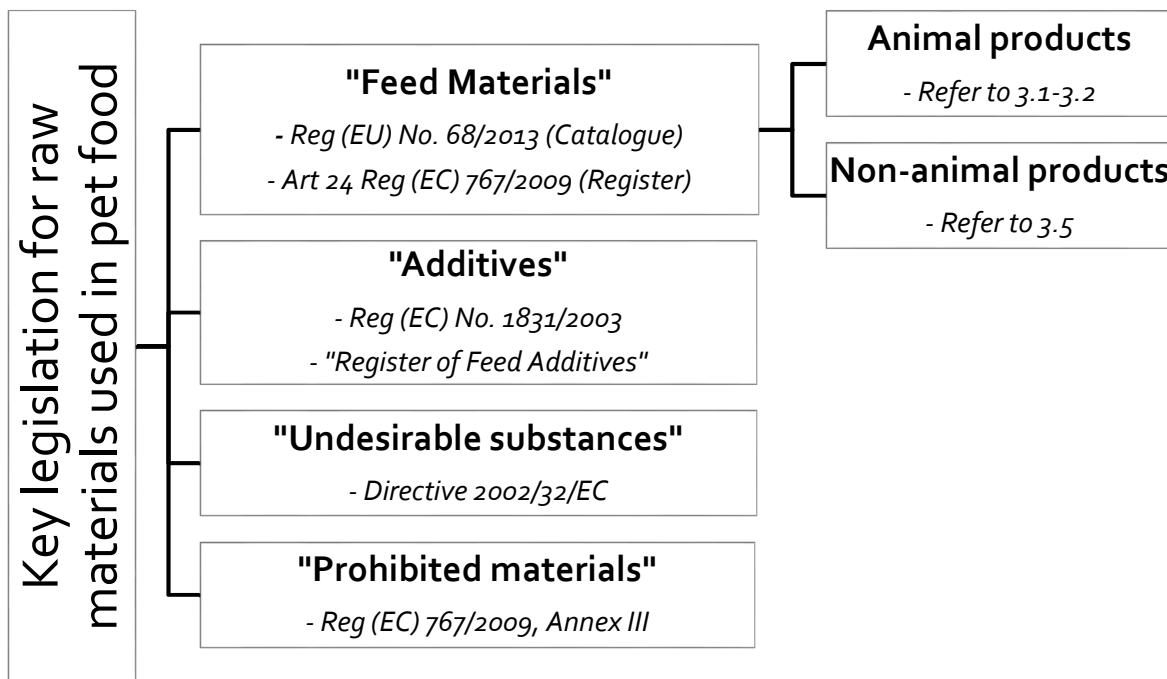 Key legislation for raw
materials used in pet food
"Feed Materials"
- Reg (EU) No. 68/2013 (Catalogue)
- Art 24 Reg (EC) 767/2009 (Register)
Animal products
- Refer to 3.1-3.2
Non-animal products
- Refer to 3.5
"Additives"
- Reg (EC) No. 1831/2003
- "Register of Feed Additives"
"Undesirable substances"
- Directive 2002/32/EC
"Prohibited materials"
- Reg (EC) 767/2009, Annex III